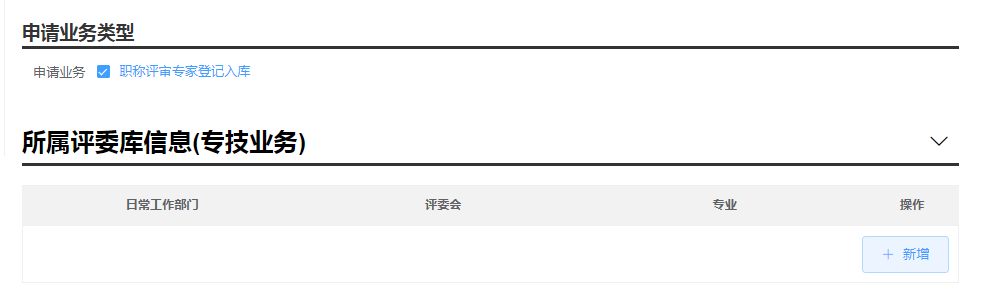 申请业务类型
申请业务 职称评审专家登记入库
所属评委库信息(专技业务)
日常工作部门 评委会 专业 操作
+ 新增